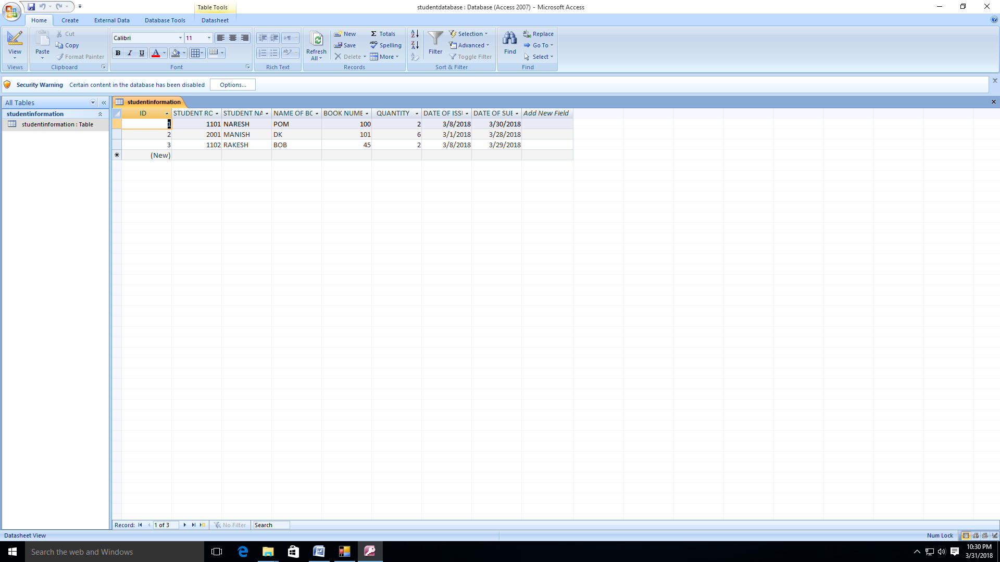 Table Tools
studentdatabase : Database (Access 2007) - Microsoft Access
Home Create External Data Database Tools Datasheet
View
Views
Paste
Cut
Copy
Format Painter
Clipboard
Calibri 11
B I U A
Font
Rich Text
Refresh All
New
Save
Delete
Totals
Spelling
More
Records
Filter
Selection
Advanced
Toggle Filter
Sort & Filter
Find
Replace
Go To
Select
Find
Security Warning Certain content in the database has been disabled Options...
All Tables
studentinformation
studentinformation : Table
studentinformation
ID STUDENT RO STUDENT NA NAME OF BO BOOK NUMBE QUANTITY DATE OF ISSU DATE OF SUB Add New Field
1 1101 NARESH POM 100 2 3/8/2018 3/30/2018
2 2001 MANISH DK 101 6 3/1/2018 3/28/2018
3 1102 RAKESH BOB 45 2 3/8/2018 3/29/2018
(New)
Record: 1 of 3 No Filter Search
Datasheet View Num Lock
Search the web and Windows
10:30 PM
3/31/2018